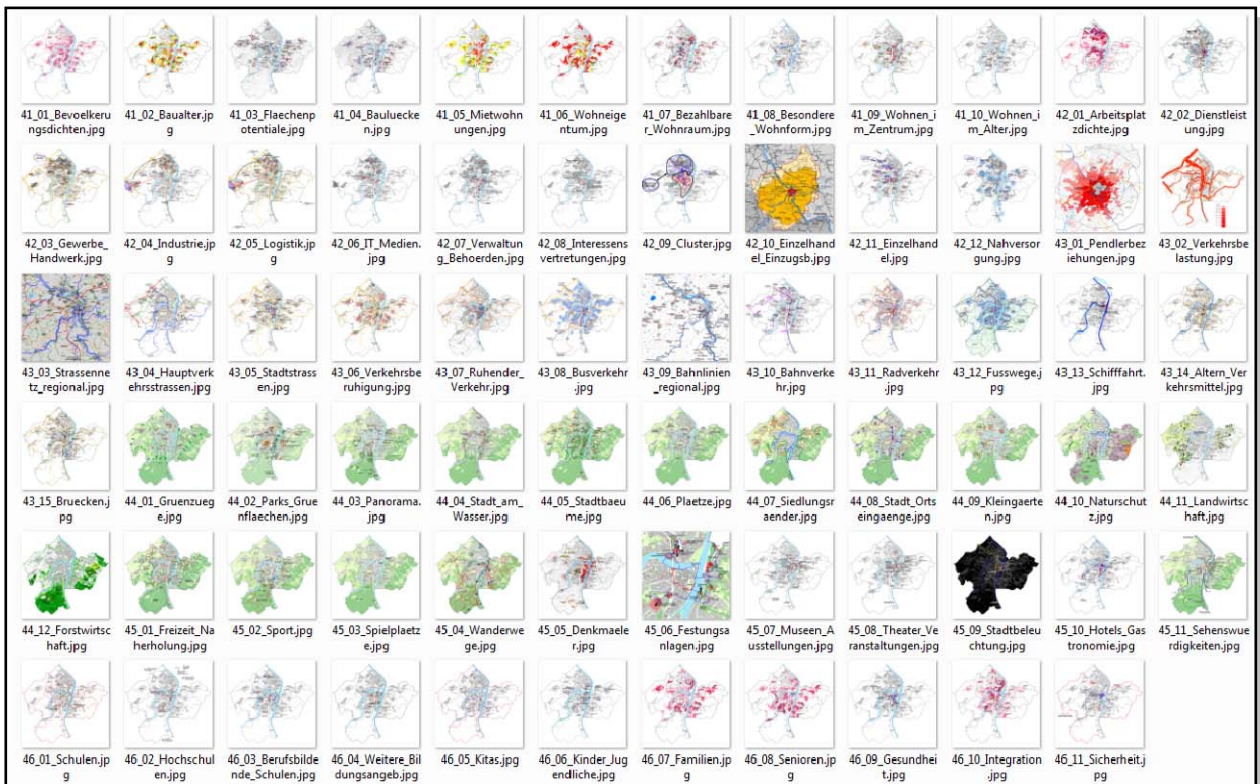 41_01_Bevoelkeru
ngsdichten.jpg
41_02_Baualter.jp
g
41_03_Flaechenp
otentiale.jpg
41_04_Bauluecke
n.jpg
41_05_Mietwohn
ungen.jpg
41_06_Wohneige
ntum.jpg
41_07_Bezahlbare
r_Wohnraum.jpg
41_08_Besondere
_Wohnform.jpg
41_09_Wohnen_i
m_Zentrum.jpg
41_10_Wohnen_i
m_Alter.jpg
42_01_Arbeitsplat
zdichte.jpg
42_02_Dienstleist
ung.jpg
42_03_Gewerbe_
Handwerk.jpg
42_04_Industrie.jp
g
42_05_Logistik.jp
g
42_06_IT_Medien.
jpg
42_07_Verwaltun
g_Behoerden.jpg
42_08_Interessens
vertretungen.jpg
42_09_Cluster.jpg
42_10_Einzelhand
el_Einzugsb.jpg
42_11_Einzelhand
el.jpg
42_12_Nahversor
gung.jpg
43_01_Pendlerbez
iehungen.jpg
43_02_Verkehrsbe
lastung.jpg
43_03_Strassenne
tz_regional.jpg
43_04_Hauptverk
ehrsstrassen.jpg
43_05_Stadtstrass
en.jpg
43_06_Verkehrsbe
ruhigung.jpg
43_07_Ruhender_
Verkehr.jpg
43_08_Busverkehr
.jpg
43_09_Bahnlinien
_regional.jpg
43_10_Bahnverke
hr.jpg
43_11_Radverkehr
.jpg
43_12_Fusswege.j
pg
43_13_Schifffahrt.
jpg
43_14_Altern_Ver
kehrsmittel.jpg
43_15_Bruecken.j
pg
44_01_Gruenzueg
e.jpg
44_02_Parks_Grue
nflaechen.jpg
44_03_Panorama.
jpg
44_04_Stadt_am_
Wasser.jpg
44_05_Stadtbaeu
me.jpg
44_06_Plaetze.jpg
44_07_Siedlungsr
aender.jpg
44_08_Stadt_Orts
eingaenge.jpg
44_09_Kleingaerte
n.jpg
44_10_Naturschut
z.jpg
44_11_Landwirtsc
haft.jpg
44_12_Forstwirtsc
haft.jpg
45_01_Freizeit_Na
herholung.jpg
45_02_Sport.jpg
45_03_Spielplaetz
e.jpg
45_04_Wanderwe
ge.jpg
45_05_Denkmaele
r.jpg
45_06_Festungsa
nlagen.jpg
45_07_Museen_A
usstellungen.jpg
45_08_Theater_Ve
ranstaltungen.jpg
45_09_Stadtbeleu
chtung.jpg
45_10_Hotels_Gas
tronomie.jpg
45_11_Sehenswue
rdigkeiten.jpg
46_01_Schulen.jp
g
46_02_Hochschul
en.jpg
46_03_Berufsbilde
nde_Schulen.jpg
46_04_Weitere_Bil
dungsangeb.jpg
46_05_Kitas.jpg
46_06_Kinder_Jug
endliche.jpg
46_07_Familien.jp
g
46_08_Senioren.j
pg
46_09_Gesundhei
t.jpg
46_10_Integration
.jpg
46_11_Sicherheit.j
pg